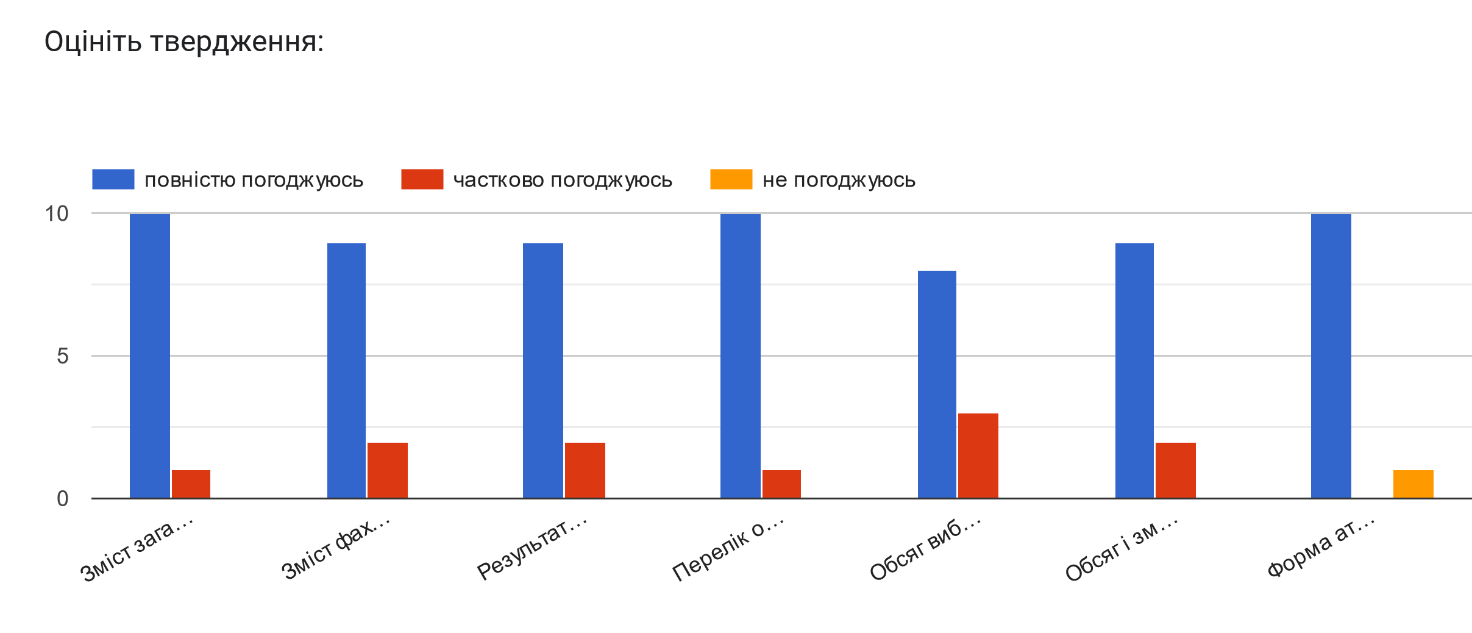 Оцініть твердження:
повністю погоджуюсь частково погоджуюсь не погоджуюсь
10
5
0
Зміст зага... Зміст фах... Результат... Перелік о... Обсяг виб... Обсяг і зм... Форма ат...